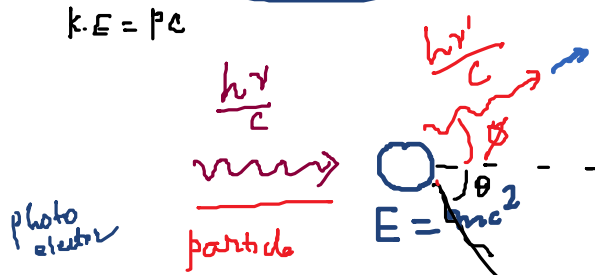 K.E = pc
hν'/c
hν/c
ϕ
θ
E = mc²
photo
electron
particle